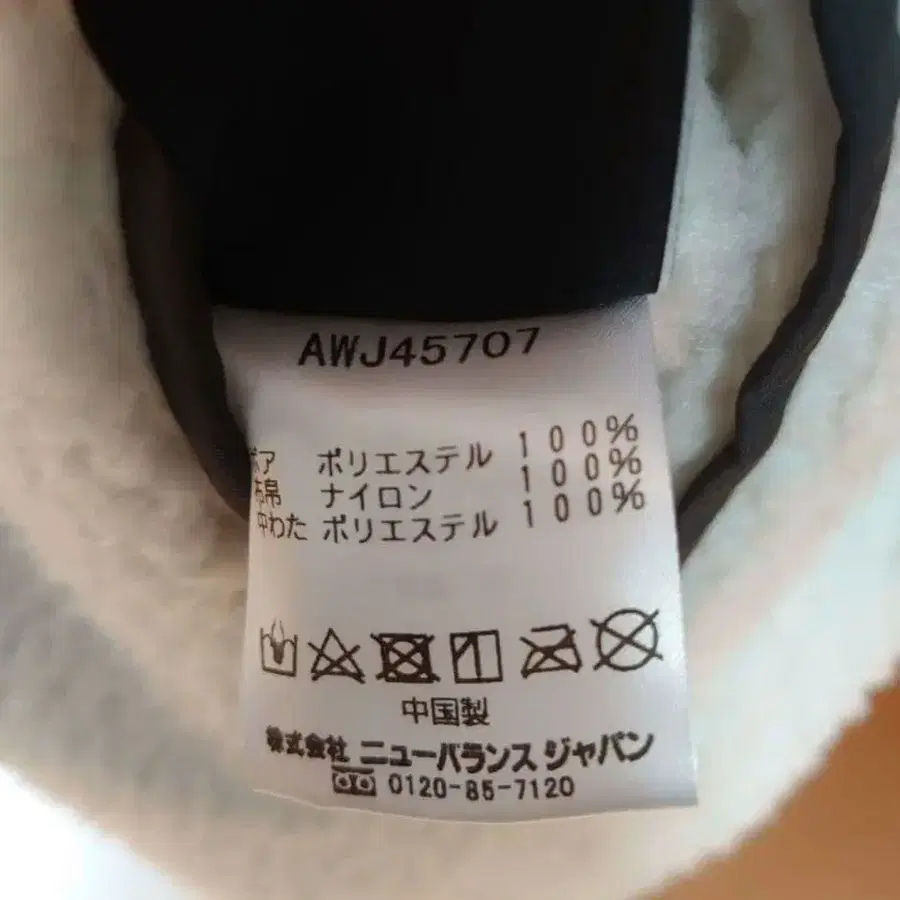 AWJ45707
ボア ポリエステル 100%
布帛 ナイロン 100%
中わた ポリエステル 100%
中国製
株式会社 ニューバランス ジャパン
0120-85-7120